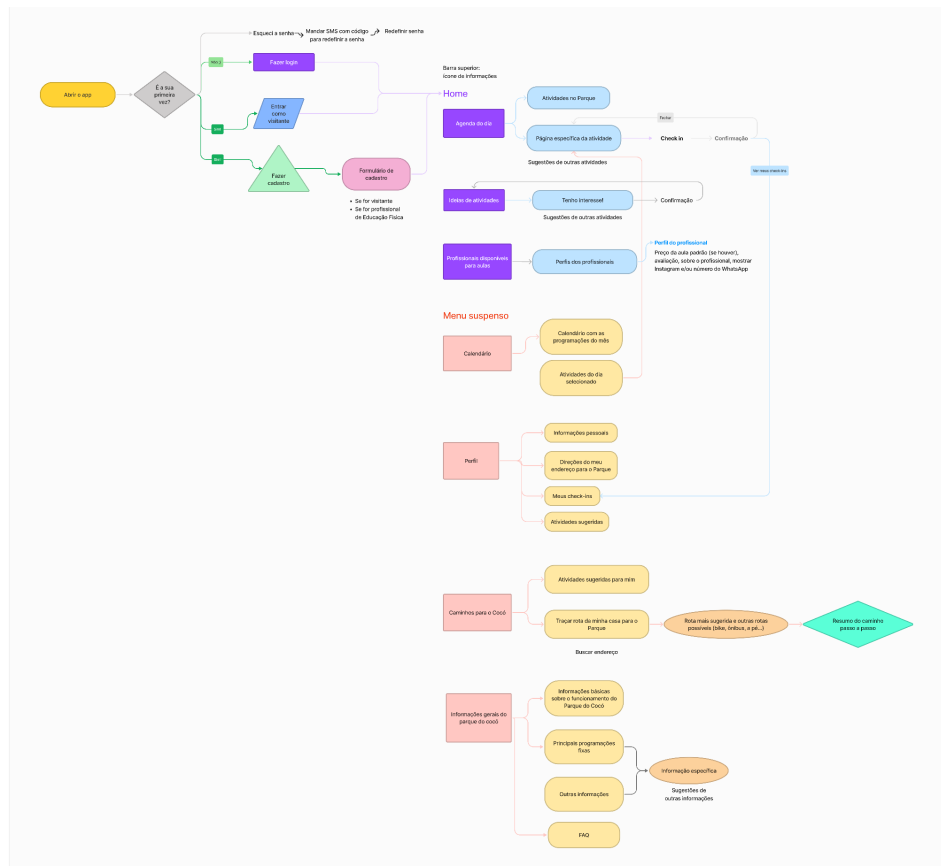 Esqueci a senha
Mandar SMS com código
para redefinir a senha
Redefinir senha
Fazer login
Abrir o app
É a sua
primeira
vez?
Entrar
como
visitante
Fazer
cadastro
Formulário de
cadastro
Se for visitante
Se for profissional
de Educação Física
Barra superior:
ícone de Informações
Home
Agenda do dia
Atividades no Parque
Página específica da atividade
Sugestões de outras atividades
Fechar
Check in
Confirmação
Ver meus check-ins
Ideias de atividades
Tenho interesse!
Sugestões de outras atividades
Confirmação
Profissionais disponíveis
para aulas
Perfis dos profissionais
Perfil do profissional
Preço da aula padrão (se houver),
avaliação, sobre o profissional, mostrar
Instagram e/ou número do WhatsApp
Menu suspenso
Calendário
Calendário com as
programações do mês
Atividades do dia
selecionado
Perfil
Informações pessoais
Direções do meu
endereço para o Parque
Meus check-ins
Atividades sugeridas
Caminhos para o Cocó
Atividades sugeridas para mim
Traçar rota da minha casa para o
Parque
Buscar endereço
Rota mais sugerida e outras rotas
possíveis (bike, ônibus, a pé...)
Resumo do caminho
passo a passo
Informações gerais do
parque do cocó
Informações básicas
sobre o funcionamento do
Parque do Cocó
Principais programações
fixas
Outras informações
FAQ
Informação específica
Sugestões de
outras informações